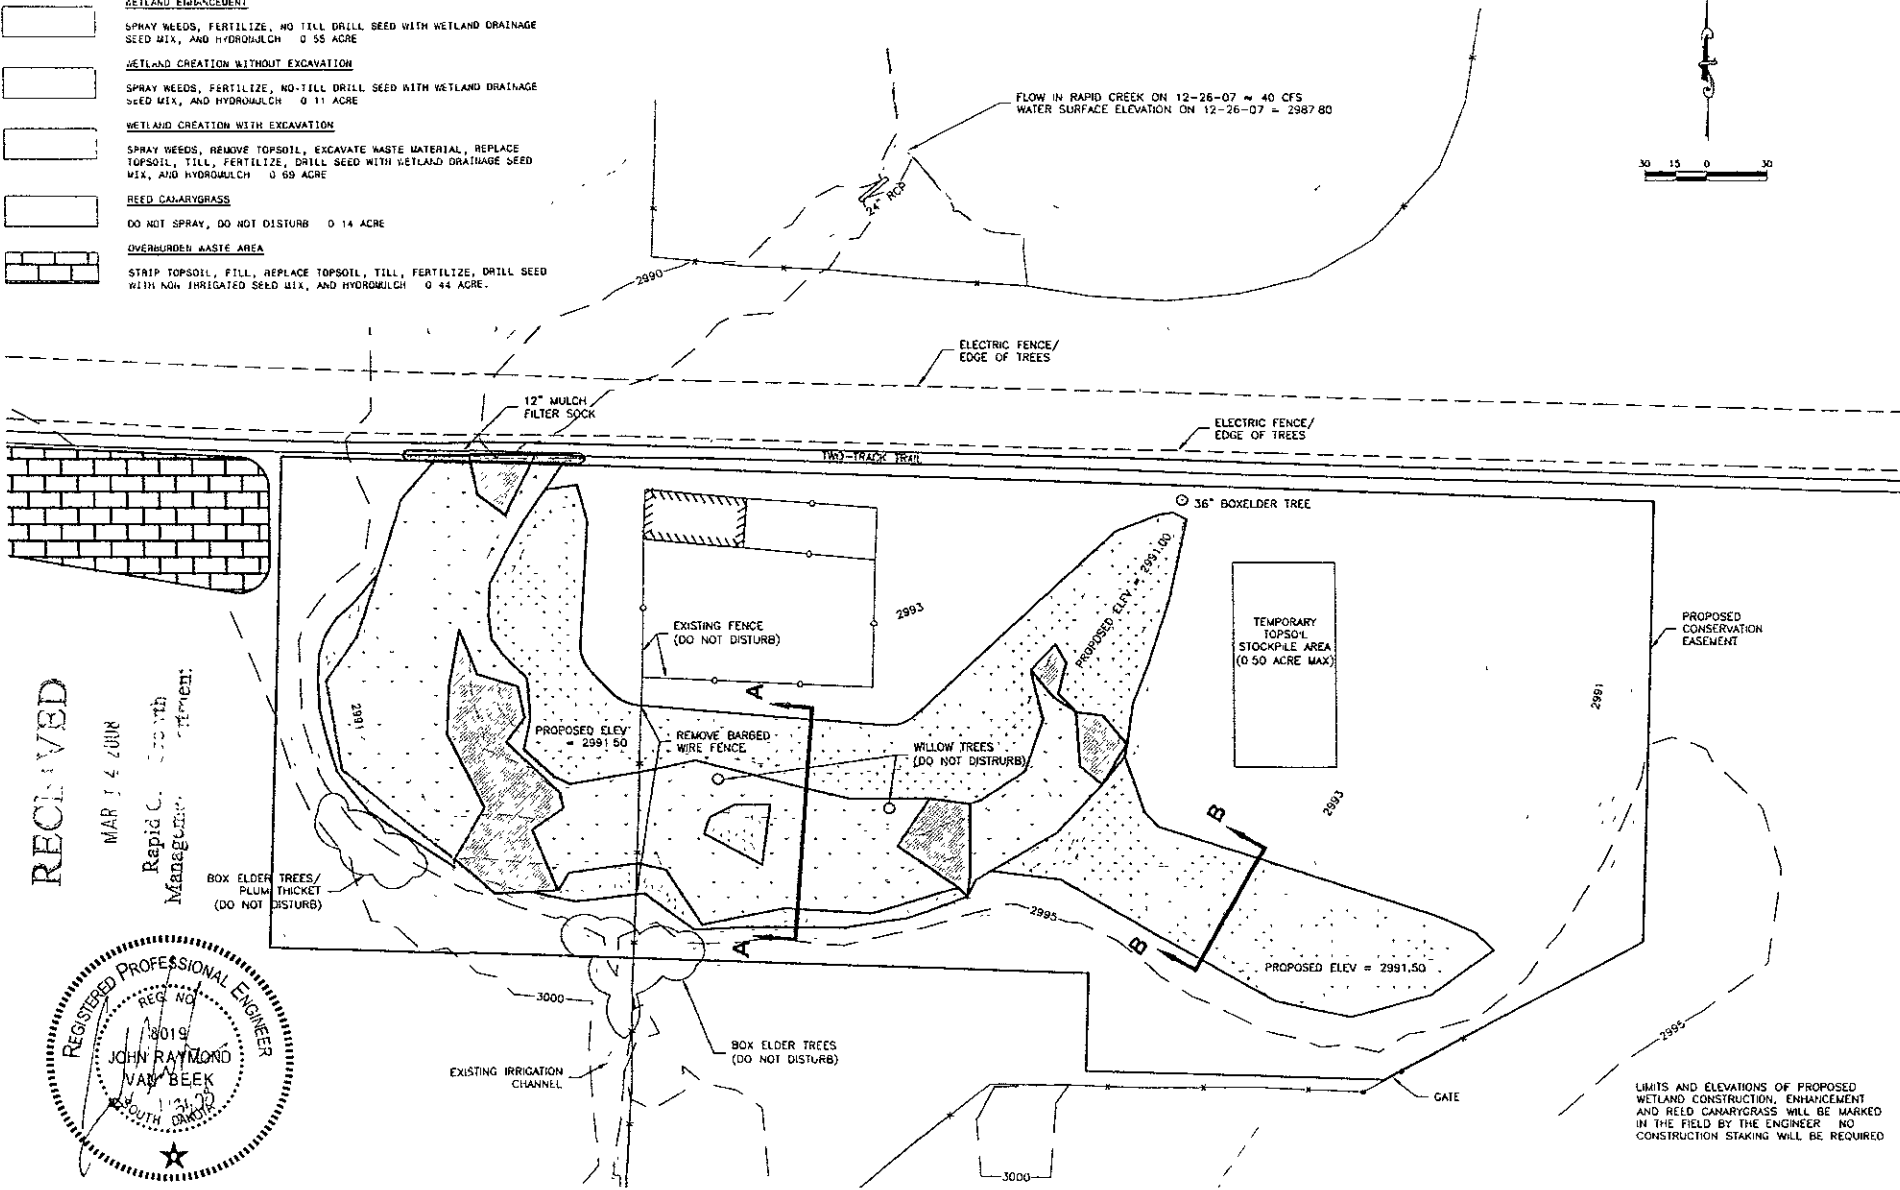 WETLAND ENHANCEMENT
SPRAY WEEDS, FERTILIZE, NO TILL DRILL SEED WITH WETLAND DRAINAGE
SEED MIX, AND HYDROMULCH 0 55 ACRE
WETLAND CREATION WITHOUT EXCAVATION
SPRAY WEEDS, FERTILIZE, NO-TILL DRILL SEED WITH WETLAND DRAINAGE
SEED MIX, AND HYDROMULCH 0 11 ACRE
WETLAND CREATION WITH EXCAVATION
SPRAY WEEDS, REMOVE TOPSOIL, EXCAVATE WASTE MATERIAL, REPLACE
TOPSOIL, TILL, FERTILIZE, DRILL SEED WITH WETLAND DRAINAGE SEED
MIX, AND HYDROMULCH 0 69 ACRE
REED CANARYGRASS
DO NOT SPRAY, DO NOT DISTURB 0 14 ACRE
OVERBURDEN WASTE AREA
STRIP TOPSOIL, FILL, REPLACE TOPSOIL, TILL, FERTILIZE, DRILL SEED
WITH NON IRRIGATED SEED MIX, AND HYDROMULCH 0 44 ACRE.
FLOW IN RAPID CREEK ON 12-26-07 ≈ 40 CFS
WATER SURFACE ELEVATION ON 12-26-07 = 2987 80
30 15 0 30
24" RCP
2990
ELECTRIC FENCE/
EDGE OF TREES
12" MULCH
FILTER SOCK
ELECTRIC FENCE/
EDGE OF TREES
TWO-TRACK TRAIL
36" BOXELDER TREE
PROPOSED ELEV = 2991.00
2993
EXISTING FENCE
(DO NOT DISTURB)
TEMPORARY
TOPSOIL
STOCKPILE AREA
(0 50 ACRE MAX)
PROPOSED
CONSERVATION
EASEMENT
2991
2991
A
PROPOSED ELEV
= 2991 50
REMOVE BARBED
WIRE FENCE
WILLOW TREES
(DO NOT DISTRURB)
2993
B
RECEIVED
MAR 14 2008
Rapid C
Manage
BOX ELDER TREES/
PLUM THICKET
(DO NOT DISTURB)
2995
A
B
PROPOSED ELEV = 2991.50
3000
2995
BOX ELDER TREES
(DO NOT DISTURB)
EXISTING IRRIGATION
CHANNEL
GATE
3000
REGISTERED PROFESSIONAL ENGINEER
REG. NO
8019
JOHN RAYMOND
VAN BEEK
SOUTH DAKOTA
LIMITS AND ELEVATIONS OF PROPOSED
WETLAND CONSTRUCTION, ENHANCEMENT
AND REED CANARYGRASS WILL BE MARKED
IN THE FIELD BY THE ENGINEER NO
CONSTRUCTION STAKING WILL BE REQUIRED